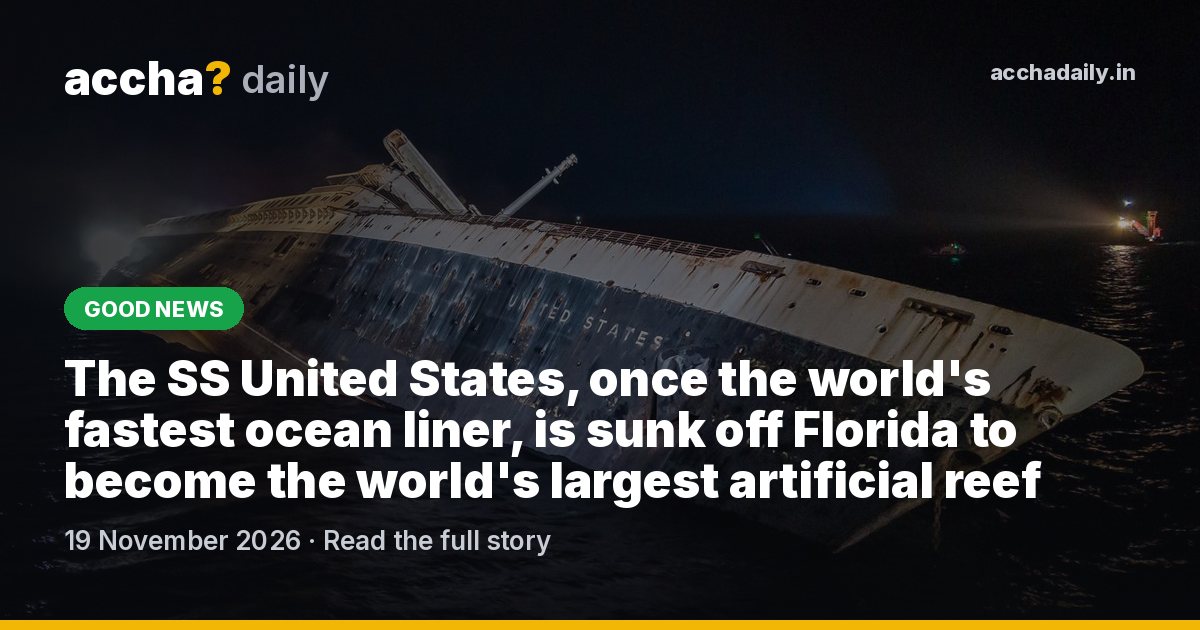 accha? daily
acchadaily.in
UNITED STATES
GOOD NEWS
The SS United States, once the world's
fastest ocean liner, is sunk off Florida to
become the world's largest artificial reef
19 November 2026 · Read the full story